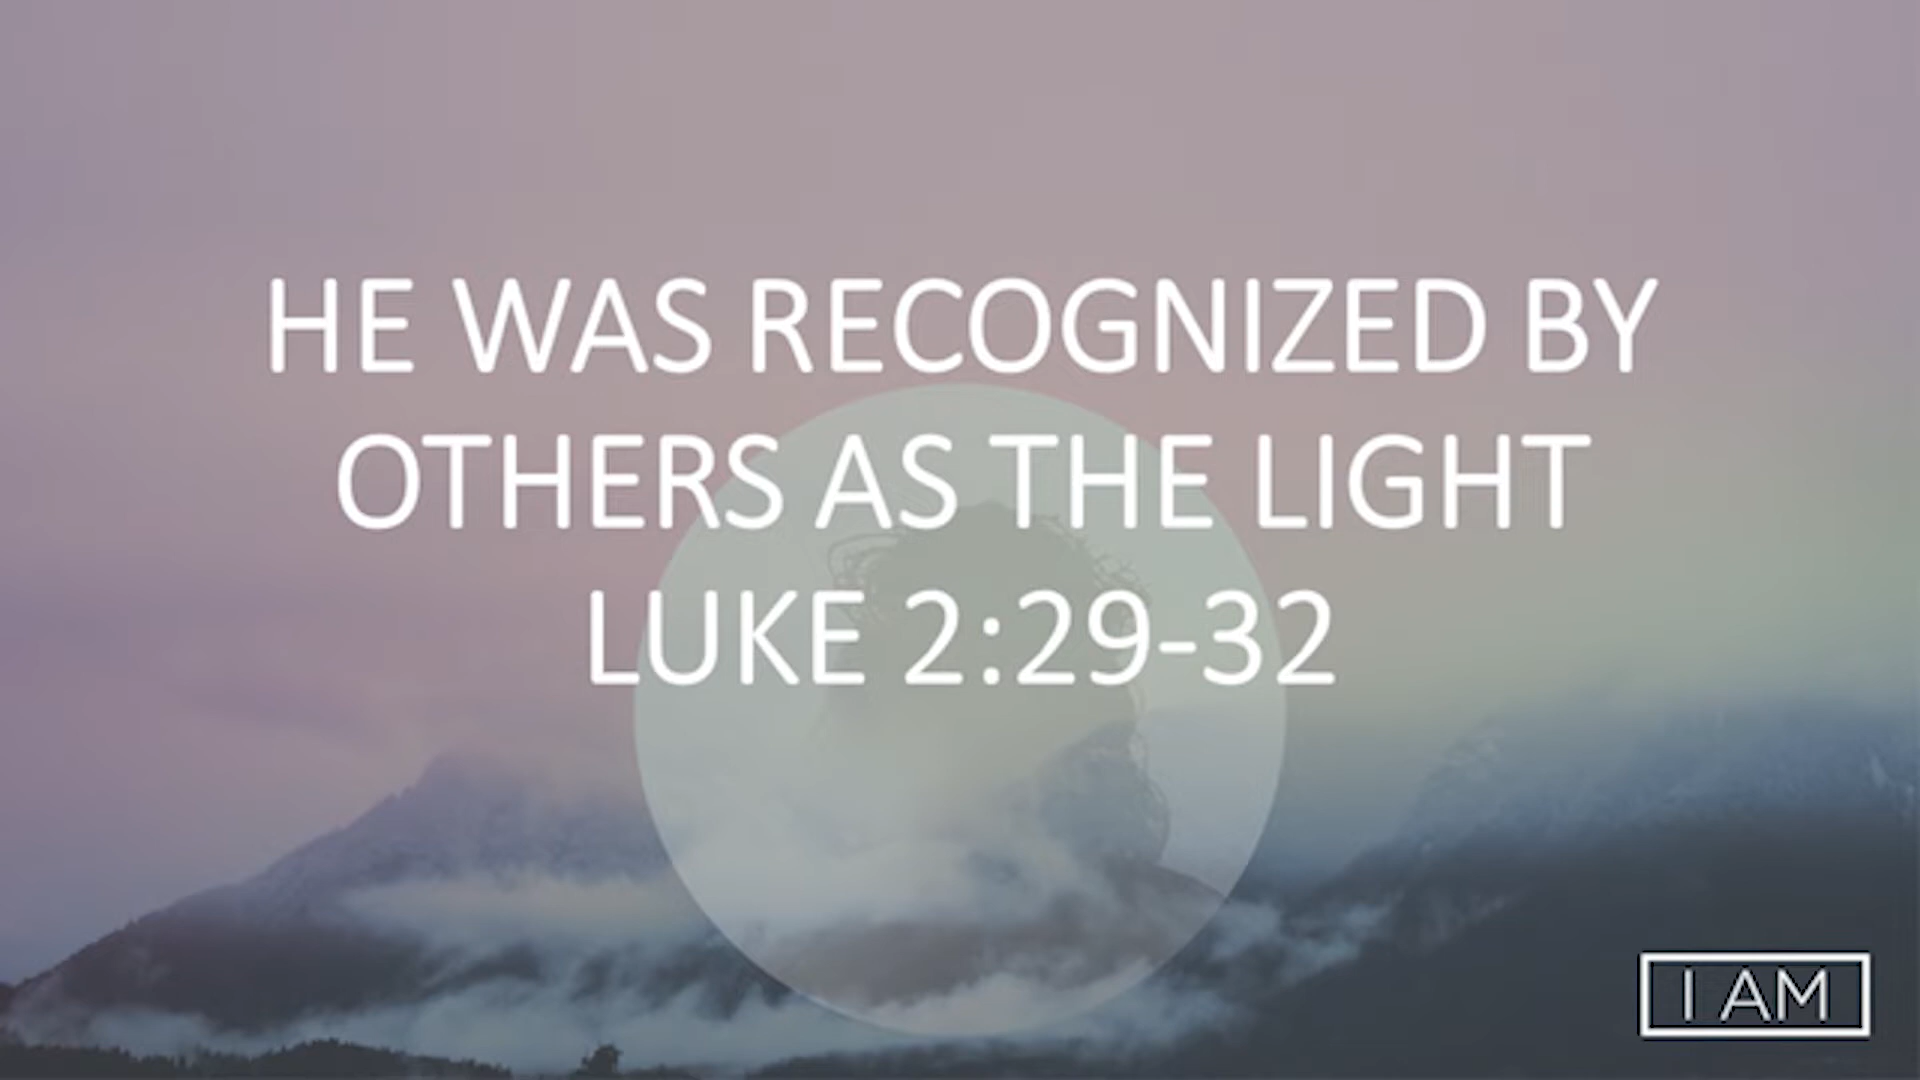 HE WAS RECOGNIZED BY
OTHERS AS THE LIGHT
LUKE 2:29-32
I AM